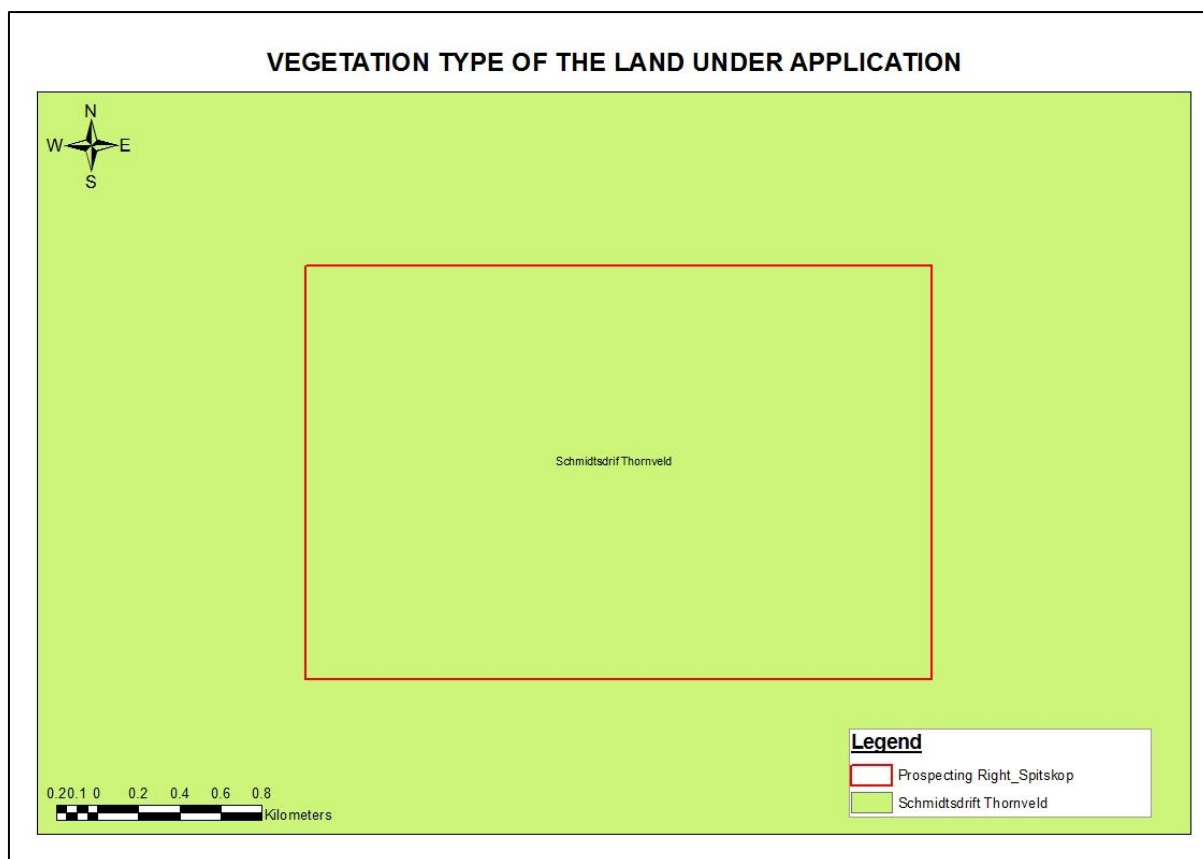 VEGETATION TYPE OF THE LAND UNDER APPLICATION
N
W E
S
Schmidtsdrif Thornveld
Legend
Prospecting Right_Spitskop
Schmidtsdrift Thornveld
0.20.1 0 0.2 0.4 0.6 0.8
Kilometers